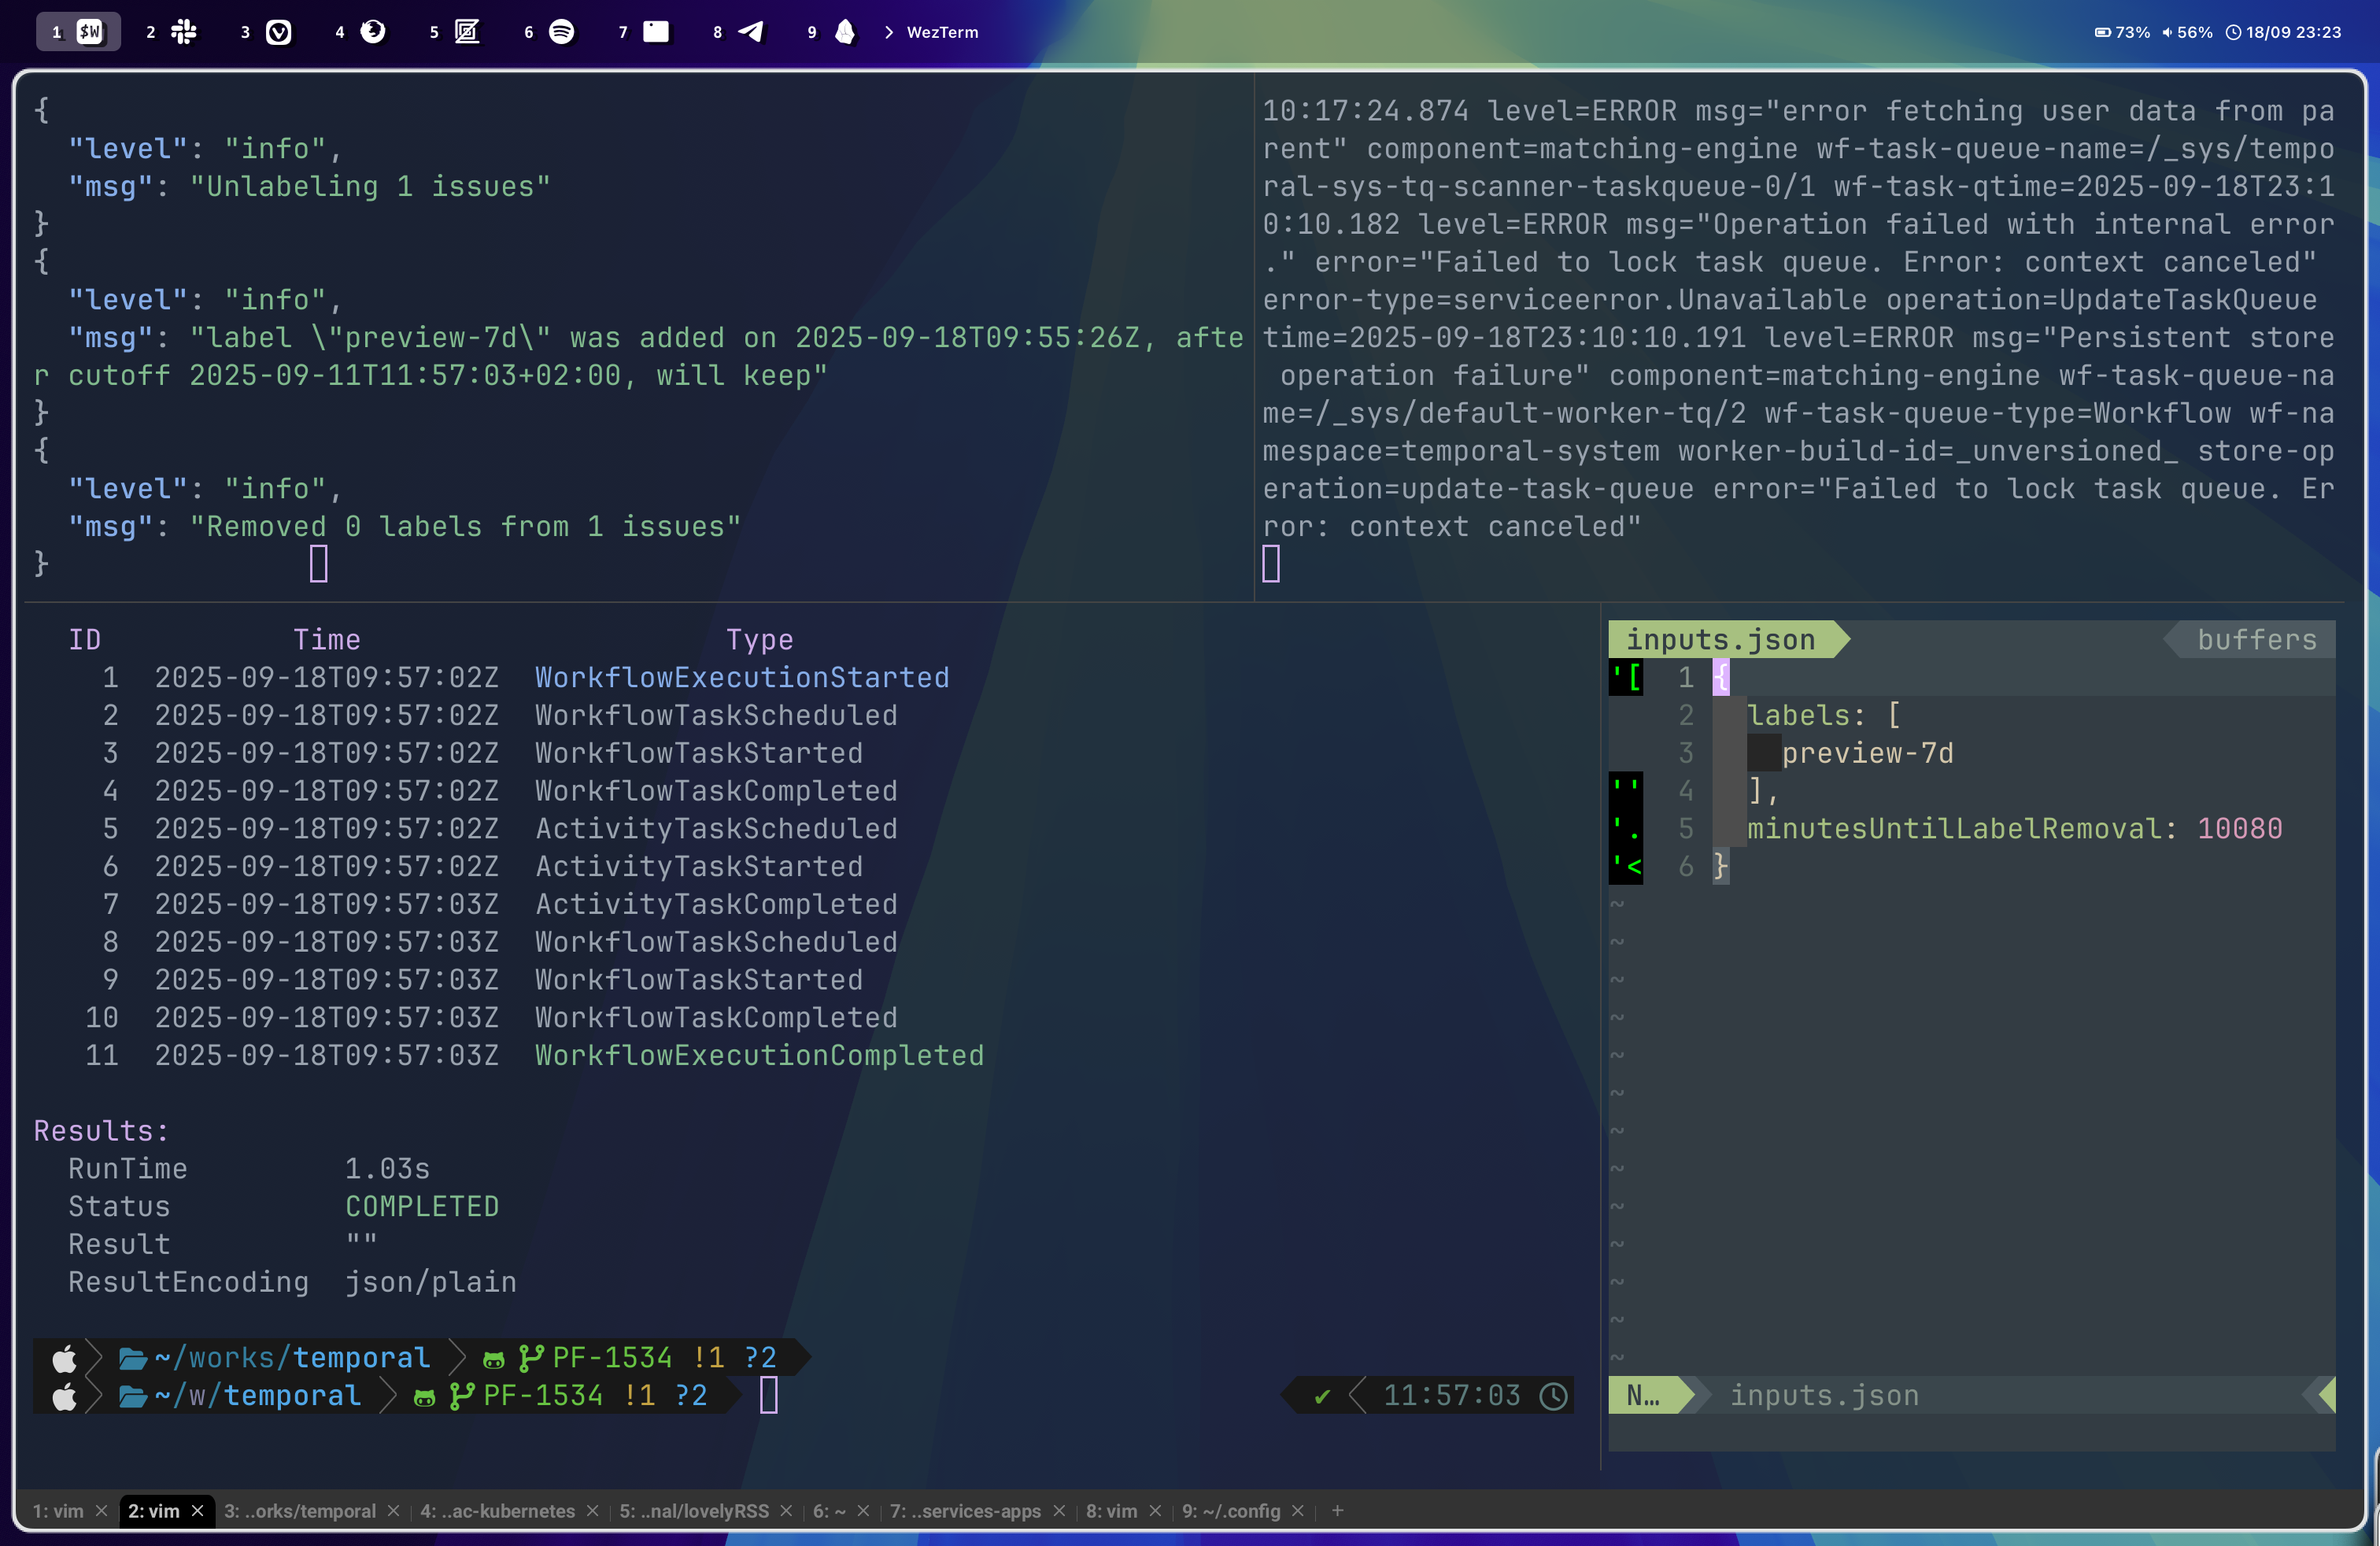 1 $W 2 3 4 5 6 7 8 9 > WezTerm 73% 56% 18/09 23:23
{
"level": "info",
"msg": "Unlabeling 1 issues"
}
{
"level": "info",
"msg": "label \"preview-7d\" was added on 2025-09-18T09:55:26Z, afte
r cutoff 2025-09-11T11:57:03+02:00, will keep"
}
{
"level": "info",
"msg": "Removed 0 labels from 1 issues"
}
10:17:24.874 level=ERROR msg="error fetching user data from pa
rent" component=matching-engine wf-task-queue-name=/_sys/tempo
ral-sys-tq-scanner-taskqueue-0/1 wf-task-qtime=2025-09-18T23:1
0:10.182 level=ERROR msg="Operation failed with internal error
." error="Failed to lock task queue. Error: context canceled"
error-type=serviceerror.Unavailable operation=UpdateTaskQueue
time=2025-09-18T23:10:10.191 level=ERROR msg="Persistent store
operation failure" component=matching-engine wf-task-queue-na
me=/_sys/default-worker-tq/2 wf-task-queue-type=Workflow wf-na
mespace=temporal-system worker-build-id=_unversioned_ store-op
eration=update-task-queue error="Failed to lock task queue. Er
ror: context canceled"
ID Time Type
1 2025-09-18T09:57:02Z WorkflowExecutionStarted
2 2025-09-18T09:57:02Z WorkflowTaskScheduled
3 2025-09-18T09:57:02Z WorkflowTaskStarted
4 2025-09-18T09:57:02Z WorkflowTaskCompleted
5 2025-09-18T09:57:02Z ActivityTaskScheduled
6 2025-09-18T09:57:02Z ActivityTaskStarted
7 2025-09-18T09:57:03Z ActivityTaskCompleted
8 2025-09-18T09:57:03Z WorkflowTaskScheduled
9 2025-09-18T09:57:03Z WorkflowTaskStarted
10 2025-09-18T09:57:03Z WorkflowTaskCompleted
11 2025-09-18T09:57:03Z WorkflowExecutionCompleted
Results:
RunTime 1.03s
Status COMPLETED
Result ""
ResultEncoding json/plain
~/works/temporal PF-1534 !1 ?2
~/w/temporal PF-1534 !1 ?2 ✔ 11:57:03
inputs.json buffers
'[ 1 {
2 labels: [
3 preview-7d
'' 4 ],
'. 5 minutesUntilLabelRemoval: 10080
'< 6 }
~
~
~
~
~
~
~
~
~
~
~
~
~
N… inputs.json
1: vim × 2: vim × 3: ..orks/temporal × 4: ..ac-kubernetes × 5: ..nal/lovelyRSS × 6: ~ × 7: ..services-apps × 8: vim × 9: ~/.config × +